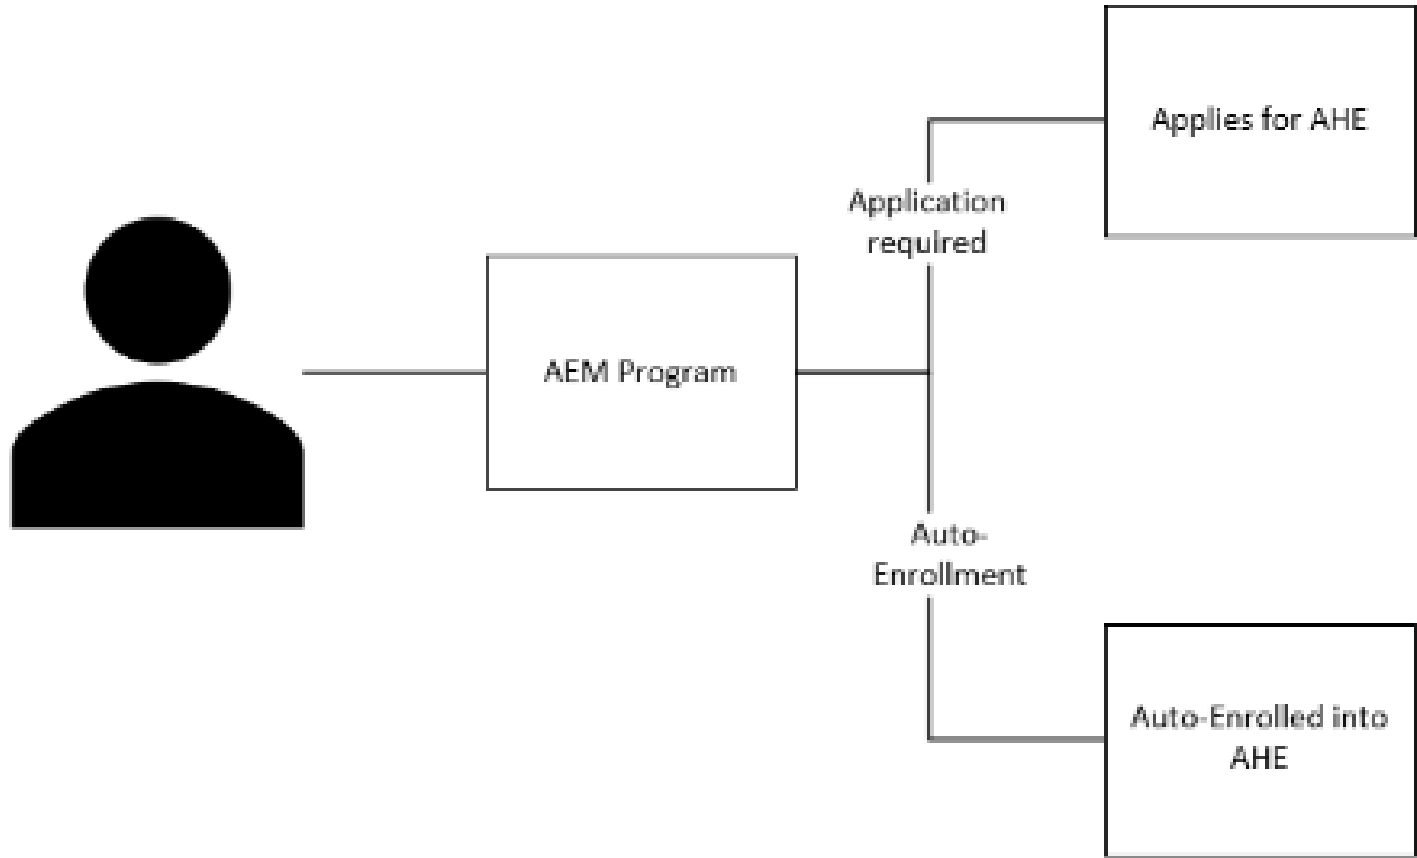 Applies for AHE
Application
required
AEM Program
Auto-
Enrollment
Auto-Enrolled into
AHE